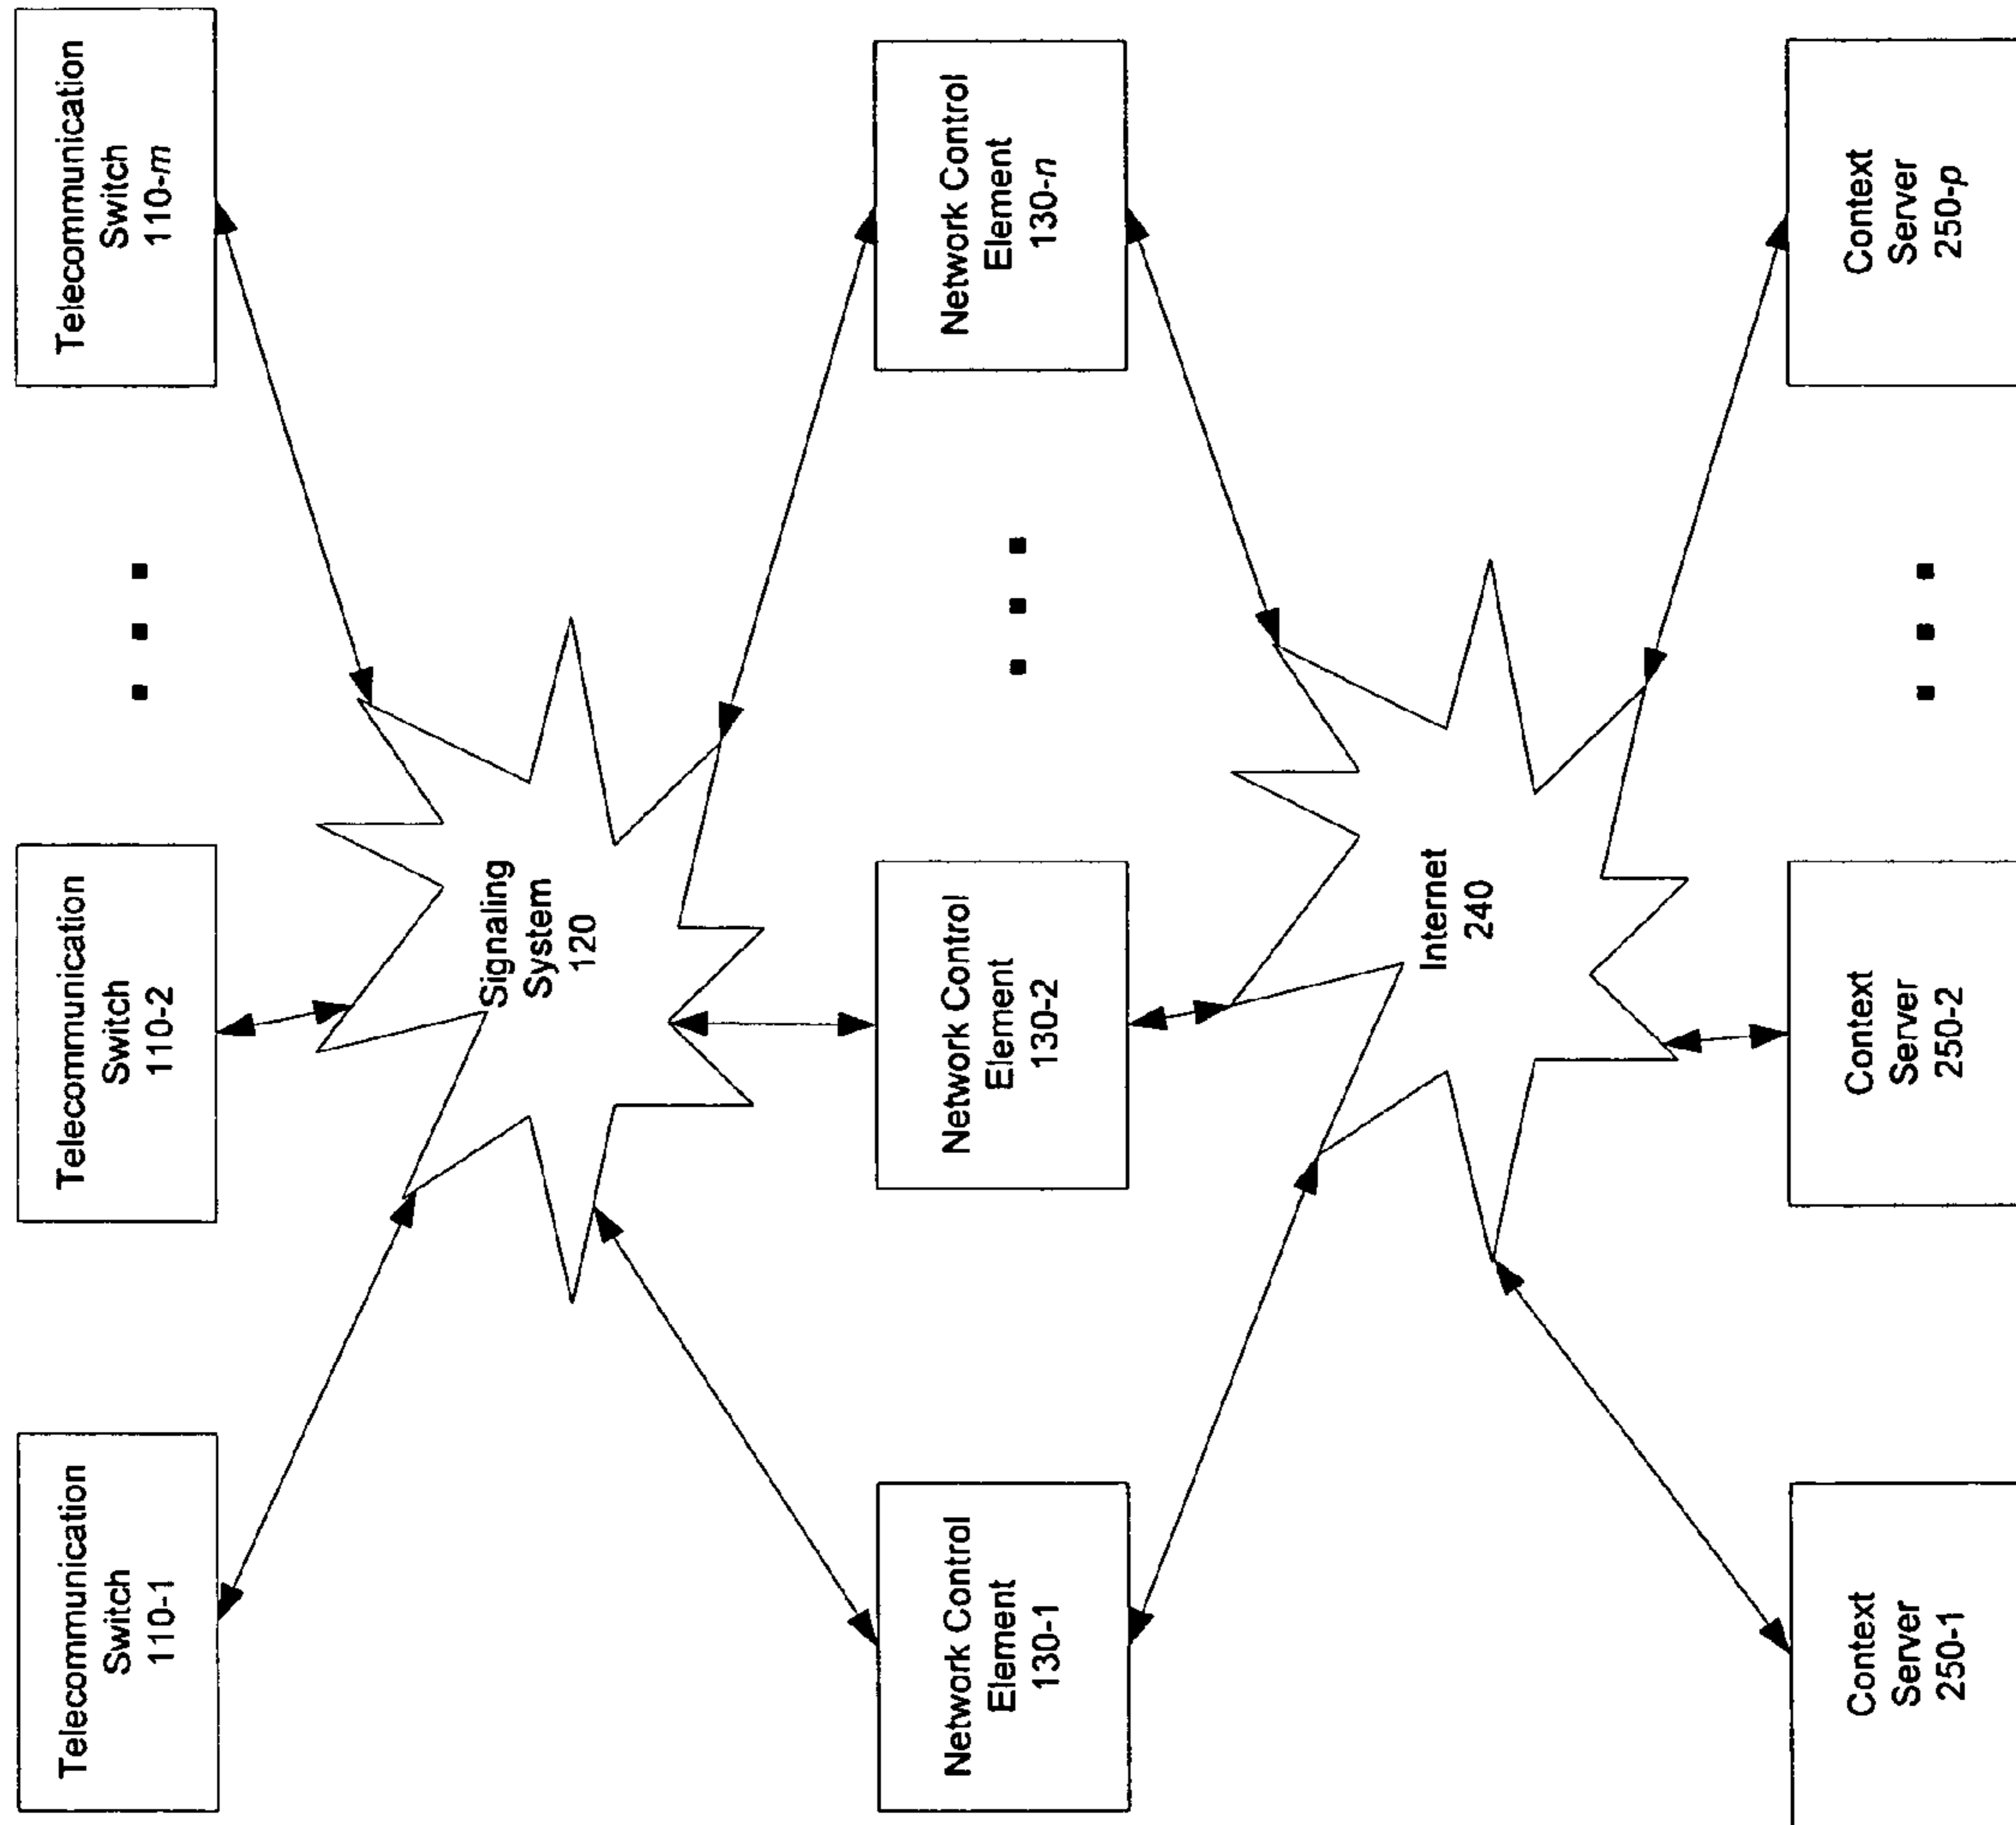 Telecommunication
Switch
110-1
Telecommunication
Switch
110-2
Telecommunication
Switch
110-m
Signaling
System
120
Network Control
Element
130-1
Network Control
Element
130-2
Network Control
Element
130-n
Internet
240
Context
Server
250-1
Context
Server
250-2
Context
Server
250-p